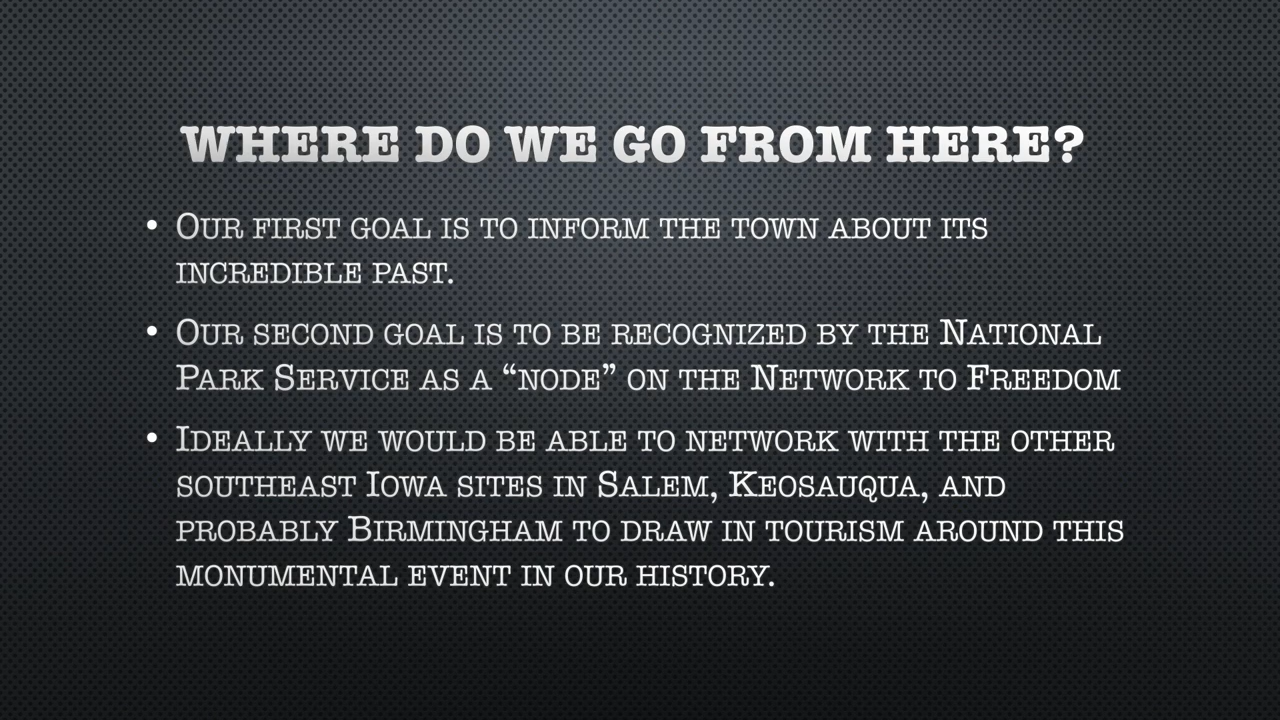 WHERE DO WE GO FROM HERE?
• OUR FIRST GOAL IS TO INFORM THE TOWN ABOUT ITS
INCREDIBLE PAST.
• OUR SECOND GOAL IS TO BE RECOGNIZED BY THE NATIONAL
PARK SERVICE AS A “NODE” ON THE NETWORK TO FREEDOM
• IDEALLY WE WOULD BE ABLE TO NETWORK WITH THE OTHER
SOUTHEAST IOWA SITES IN SALEM, KEOSAUQUA, AND
PROBABLY BIRMINGHAM TO DRAW IN TOURISM AROUND THIS
MONUMENTAL EVENT IN OUR HISTORY.